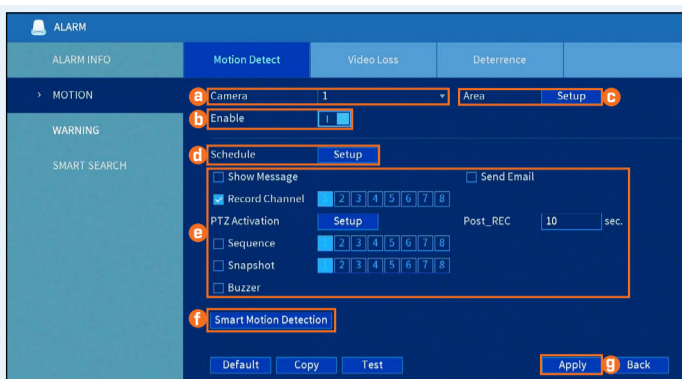 ALARM
ALARM INFO
> MOTION
WARNING
SMART SEARCH
Motion Detect Video Loss Deterrence
a Camera 1 Area Setup c
b Enable I
d Schedule Setup
Show Message Send Email
Record Channel 1 2 3 4 5 6 7 8
e PTZ Activation Setup Post_REC 10 sec.
Sequence 1 2 3 4 5 6 7 8
Snapshot 1 2 3 4 5 6 7 8
Buzzer
f Smart Motion Detection
Default Copy Test Apply g Back